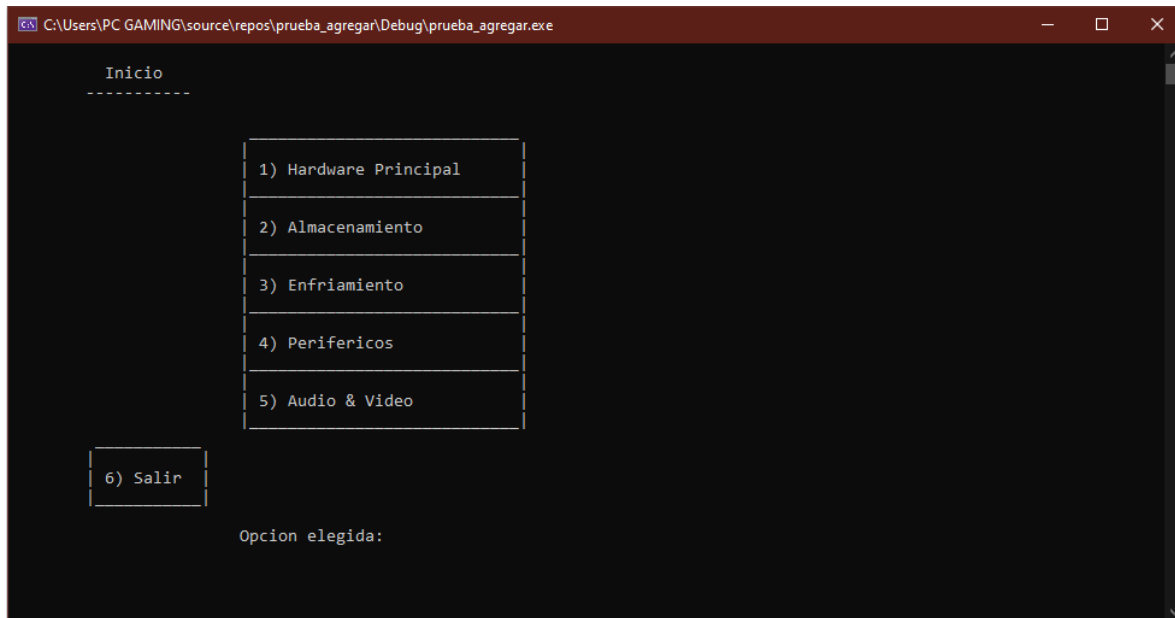 C:\Users\PC GAMING\source\repos\prueba_agregar\Debug\prueba_agregar.exe
Inicio
-----------
1) Hardware Principal
2) Almacenamiento
3) Enfriamiento
4) Perifericos
5) Audio & Video
6) Salir
Opcion elegida: